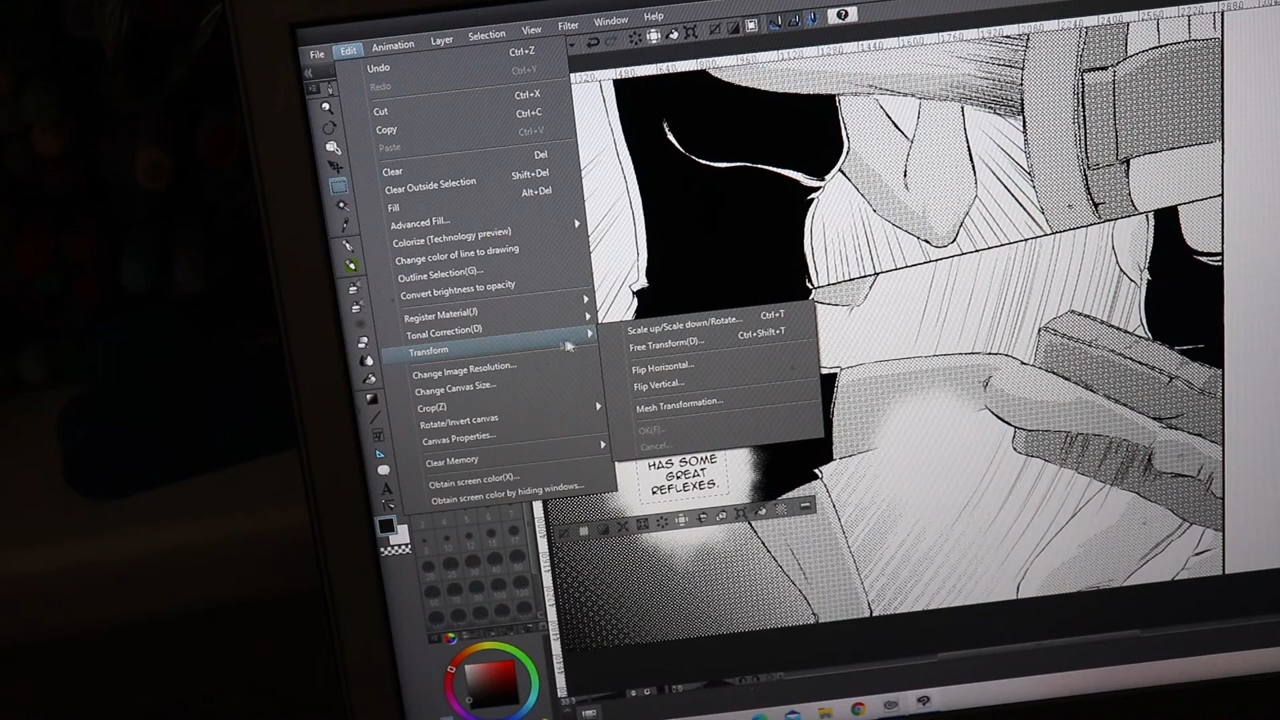 File Edit Animation Layer Selection View Filter Window Help
Undo Ctrl+Z
Redo Ctrl+Y
Cut Ctrl+X
Copy Ctrl+C
Paste Ctrl+V
Clear Del
Clear Outside Selection Shift+Del
Fill Alt+Del
Advanced Fill...
Colorize (Technology preview)
Change color of line to drawing
Outline Selection(G)...
Convert brightness to opacity
Register Material(J)
Tonal Correction(D)
Transform
Change Image Resolution...
Change Canvas Size...
Crop(Z)
Rotate/Invert canvas
Canvas Properties...
Clear Memory
Obtain screen color(X)...
Obtain screen color by hiding windows...
Scale up/Scale down/Rotate... Ctrl+T
Free Transform(D)... Ctrl+Shift+T
Flip Horizontal...
Flip Vertical...
Mesh Transformation...
OK(F)...
Cancel...
HAS SOME
GREAT
REFLEXES.